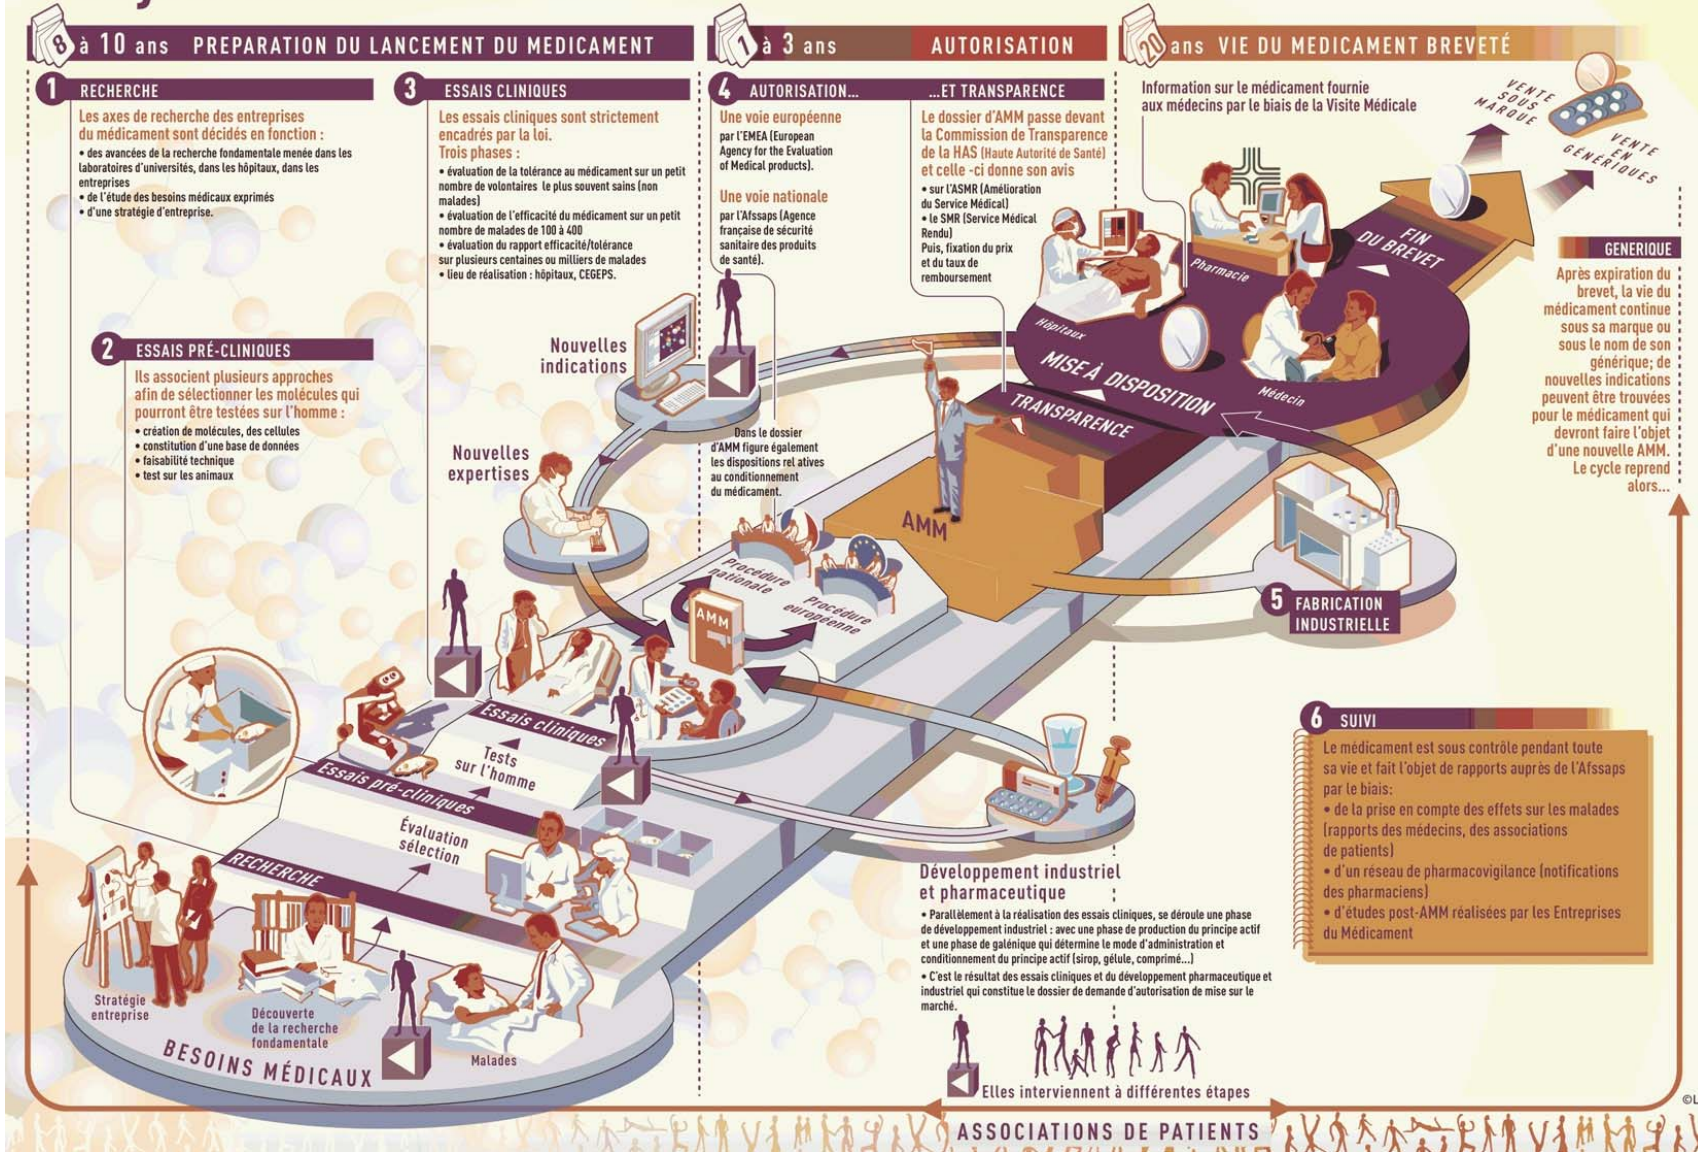 8 à 10 ans PREPARATION DU LANCEMENT DU MEDICAMENT
1 à 3 ans AUTORISATION
20 ans VIE DU MEDICAMENT BREVETÉ
1 RECHERCHE
Les axes de recherche des entreprises
du médicament sont décidés en fonction :
• des avancées de la recherche fondamentale menée dans les
laboratoires d'universités, dans les hôpitaux, dans les
entreprises
• de l'étude des besoins médicaux exprimés
• d'une stratégie d'entreprise.
2 ESSAIS PRÉ-CLINIQUES
Ils associent plusieurs approches
afin de sélectionner les molécules qui
pourront être testées sur l'homme :
• création de molécules, des cellules
• constitution d'une base de données
• faisabilité technique
• test sur les animaux
3 ESSAIS CLINIQUES
Les essais cliniques sont strictement
encadrés par la loi.
Trois phases :
• évaluation de la tolérance au médicament sur un petit
nombre de volontaires le plus souvent sains (non
malades)
• évaluation de l'efficacité du médicament sur un petit
nombre de malades de 100 à 400
• évaluation du rapport efficacité/tolérance
sur plusieurs centaines ou milliers de malades
• lieu de réalisation : hôpitaux, CEGEPS.
4 AUTORISATION...
Une voie européenne
par l'EMEA (European
Agency for the Evaluation
of Medical products).
Une voie nationale
par l'Afssaps (Agence
française de sécurité
sanitaire des produits
de santé).
...ET TRANSPARENCE
Le dossier d'AMM passe devant
la Commission de Transparence
de la HAS (Haute Autorité de Santé)
et celle -ci donne son avis
• sur l'ASMR (Amélioration
du Service Médical)
• le SMR (Service Médical
Rendu)
Puis, fixation du prix
et du taux de
remboursement
Information sur le médicament fournie
aux médecins par le biais de la Visite Médicale
VENTE
SOUS
MARQUE
VENTE
EN
GÉNÉRIQUES
FIN
DU BREVET
Pharmacie
Hôpitaux
Médecin
MISE À DISPOSITION
TRANSPARENCE
GENERIQUE
Après expiration du
brevet, la vie du
médicament continue
sous sa marque ou
sous le nom de son
générique; de
nouvelles indications
peuvent être trouvées
pour le médicament qui
devront faire l'objet
d'une nouvelle AMM.
Le cycle reprend
alors...
Nouvelles
indications
Nouvelles
expertises
Dans le dossier
d'AMM figure également
les dispositions rel atives
au conditionnement
du médicament.
AMM
Procédure
nationale
Procédure
européenne
AMM
5 FABRICATION
INDUSTRIELLE
Essais cliniques
Tests
sur l'homme
Essais pré-cliniques
Évaluation
sélection
RECHERCHE
Stratégie
entreprise
Découverte
de la recherche
fondamentale
Malades
BESOINS MÉDICAUX
6 SUIVI
Le médicament est sous contrôle pendant toute
sa vie et fait l'objet de rapports auprès de l'Afssaps
par le biais:
• de la prise en compte des effets sur les malades
(rapports des médecins, des associations
de patients)
• d'un réseau de pharmacovigilance (notifications
des pharmaciens)
• d'études post-AMM réalisées par les Entreprises
du Médicament
Développement industriel
et pharmaceutique
• Parallèlement à la réalisation des essais cliniques, se déroule une phase
de développement industriel : avec une phase de production du principe actif
et une phase de galénique qui détermine le mode d'administration et
conditionnement du principe actif (sirop, gélule, comprimé...)
• C'est le résultat des essais cliniques et du développement pharmaceutique et
industriel qui constitue le dossier de demande d'autorisation de mise sur le
marché.
Elles interviennent à différentes étapes
ASSOCIATIONS DE PATIENTS